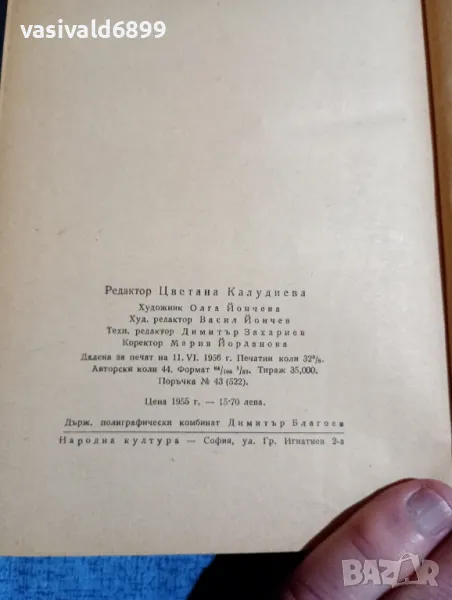 vasivald6899
Редактор Цветана Калудиева
Художник Олга Йончева
Худ. редактор Васил Йончев
Техн. редактор Димитър Захариев
Коректор Мария Йорданова
Дадена за печат на 11. VI. 1956 г. Печатни коли
Авторски коли 44. Формат Тираж 35,000.
Поръчка № 43 (522).
Цена 1955 г. — 15·70 лева.
Държ. полиграфически комбинат Димитър Благоев
Народна култура — София, ул. Гр. Игнатиев 2-а
BAZAR